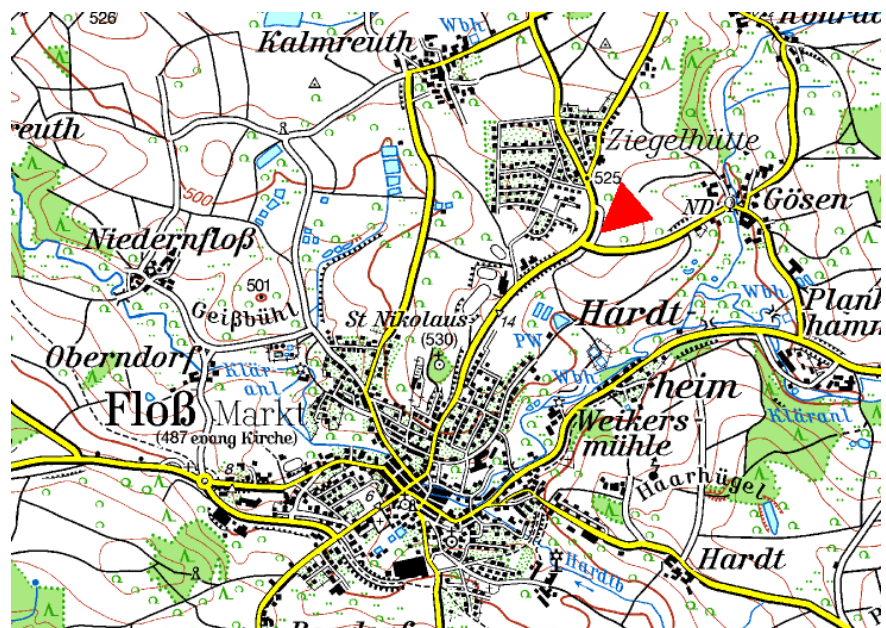 526
Kalmreuth
Wbh
reuth
Ziegelhütte
500
525
ND
Gösen
Niedernfloß
501
Geißbühl
St Nikolaus
(530)
14
Hardt-
Wbh
Plank
hamm
PW
Oberndorf
Klär
anl
Wbh
heim
Floß Markt
(487 evang Kirche)
Weikers-
mühle
Kläranl
8
6
Haarhügel
Hardt
Hardtb